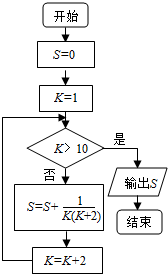 开始
S=0
K=1
K> 10
是
否
S=S+ 1/K(K+2)
输出S
K=K+2
结束